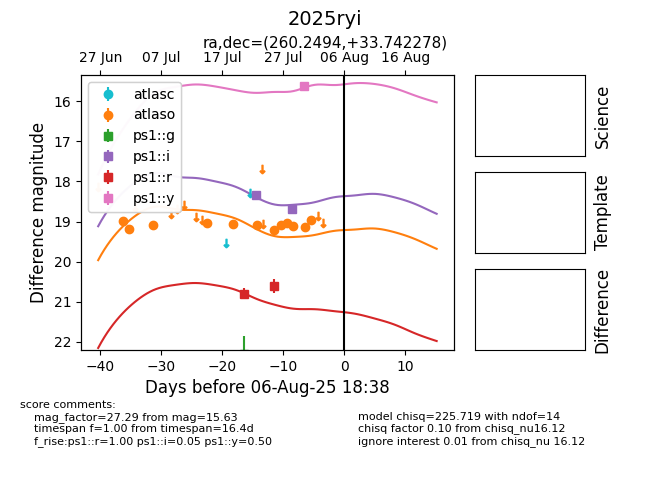 2025ryi
ra,dec=(260.2494,+33.742278)
27 Jun 07 Jul 17 Jul 27 Jul 06 Aug 16 Aug
atlasc
atlaso
ps1::g
ps1::i
ps1::r
ps1::y
16
17
18
19
20
21
22
Difference magnitude
−40 −30 −20 −10 0 10
Days before 06-Aug-25 18:38
Science
Template
Difference
score comments:
mag_factor=27.29 from mag=15.63
timespan f=1.00 from timespan=16.4d
f_rise:ps1::r=1.00 ps1::i=0.05 ps1::y=0.50
model chisq=225.719 with ndof=14
chisq factor 0.10 from chisq_nu16.12
ignore interest 0.01 from chisq_nu 16.12